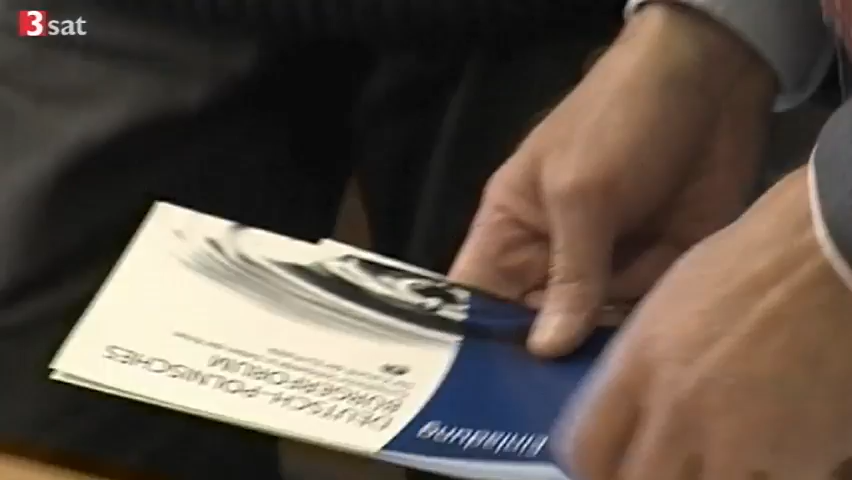 3sat
DEUTSCH-POLNISCHES
BÜRGERFORUM
Einladung